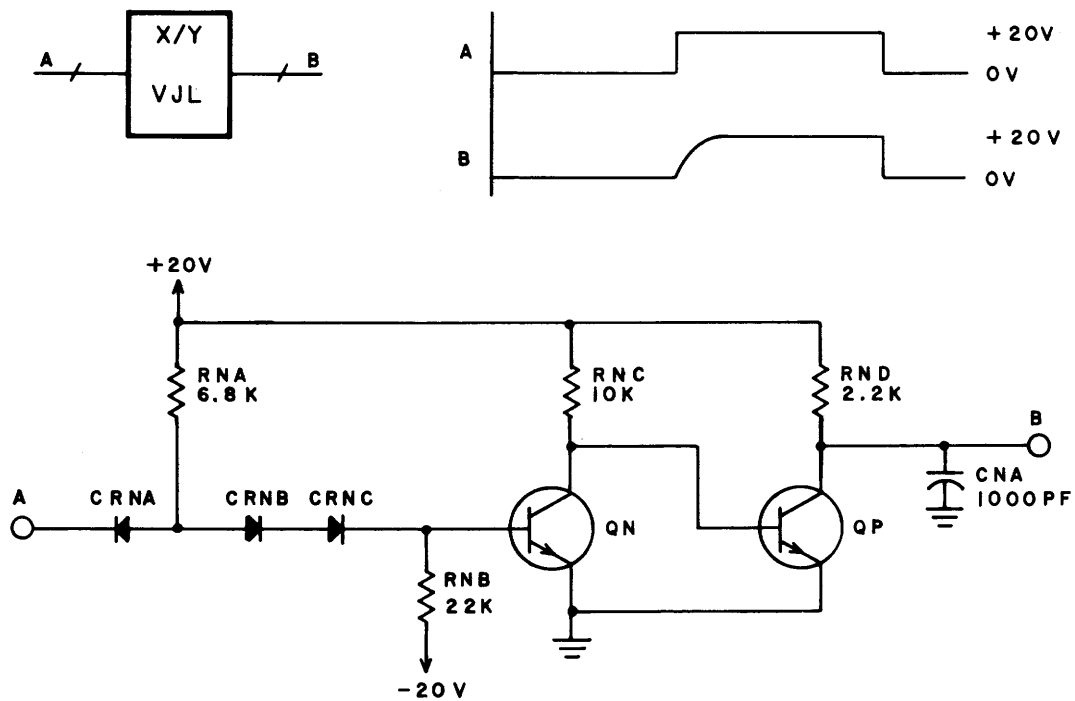 X/Y
VJL
A
B
A
+20V
0V
B
+20V
0V
+20V
RNA
6.8K
RNC
10K
RND
2.2K
B
CNA
1000PF
A
CRNA
CRNB
CRNC
QN
QP
RNB
22K
-20V